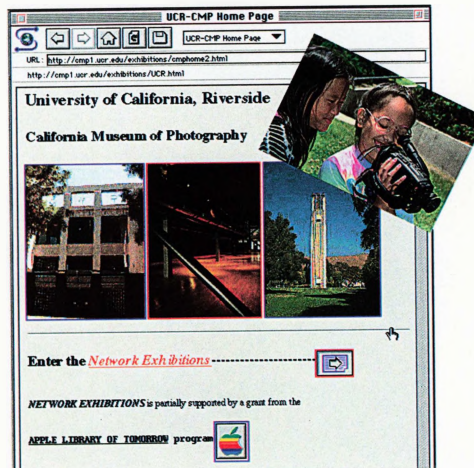 UCR-CMP Home Page
UCR-CMP Home Page
URL: http://cmp1.ucr.edu/exhibitions/cmphome2.html
http://cmp1.ucr.edu/exhibitions/UCR.html
University of California, Riverside
California Museum of Photography
Enter the Network Exhibitions
NETWORK EXHIBITIONS is partially supported by a grant from the
APPLE LIBRARY OF TOMORROW program